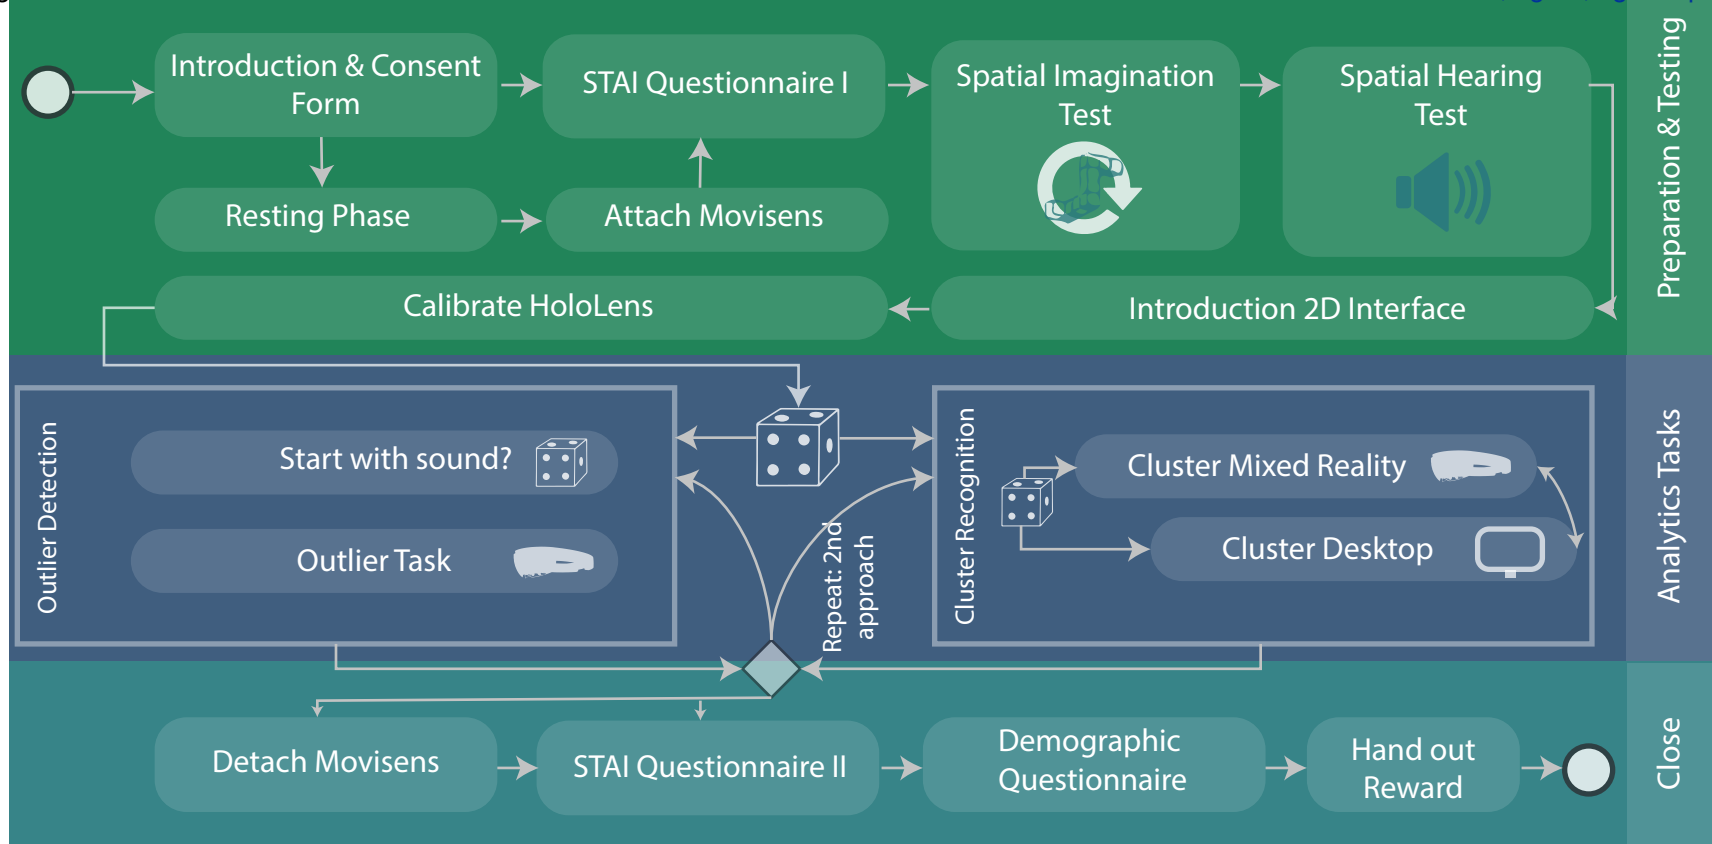 Introduction & Consent
Form
STAI Questionnaire I
Spatial Imagination
Test
Spatial Hearing
Test
Resting Phase
Attach Movisens
Calibrate HoloLens
Introduction 2D Interface
Preparation & Testing
Outlier Detection
Start with sound?
Outlier Task
Repeat: 2nd
approach
Cluster Recognition
Cluster Mixed Reality
Cluster Desktop
Analytics Tasks
Detach Movisens
STAI Questionnaire II
Demographic
Questionnaire
Hand out
Reward
Close